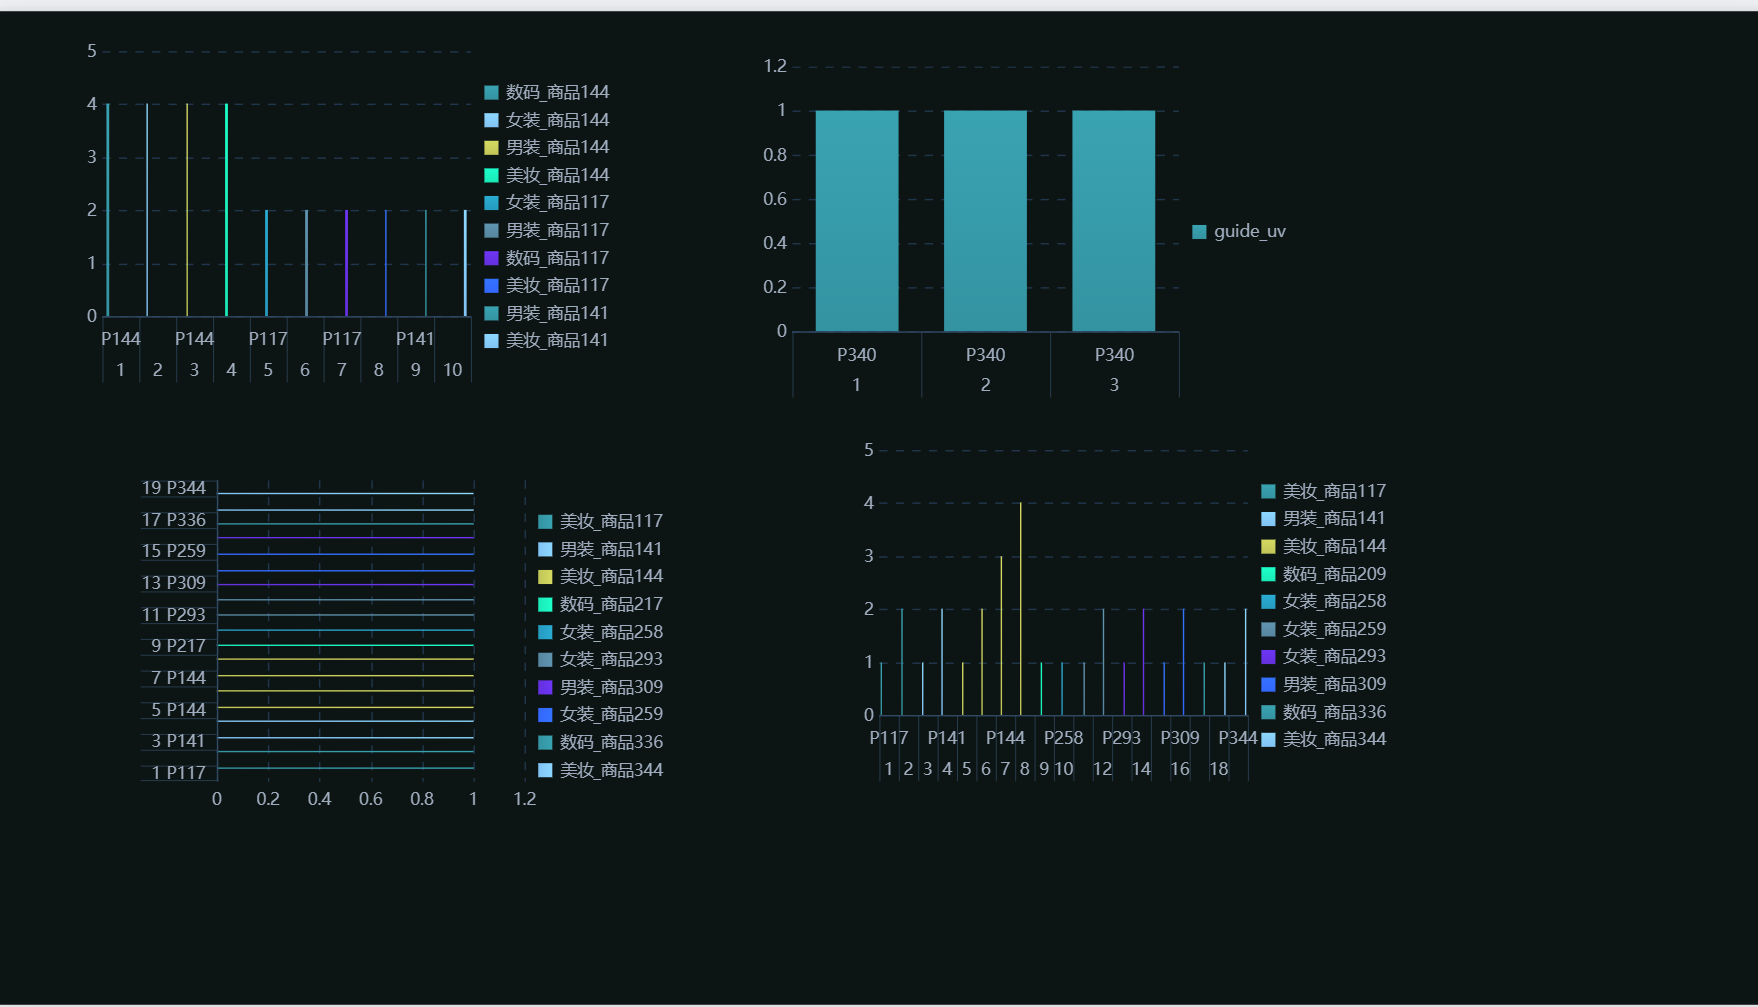 5
4
3
2
1
0
P144 P144 P117 P117 P141
1 2 3 4 5 6 7 8 9 10
数码_商品144
女装_商品144
男装_商品144
美妆_商品144
女装_商品117
男装_商品117
数码_商品117
美妆_商品117
男装_商品141
美妆_商品141
1.2
1
0.8
0.6
0.4
0.2
0
P340 P340 P340
1 2 3
guide_uv
19 P344
17 P336
15 P259
13 P309
11 P293
9 P217
7 P144
5 P144
3 P141
1 P117
0 0.2 0.4 0.6 0.8 1 1.2
美妆_商品117
男装_商品141
美妆_商品144
数码_商品217
女装_商品258
女装_商品293
男装_商品309
女装_商品259
数码_商品336
美妆_商品344
5
4
3
2
1
0
P117 P141 P144 P258 P293 P309 P344
1 2 3 4 5 6 7 8 9 10 12 14 16 18
美妆_商品117
男装_商品141
美妆_商品144
数码_商品209
女装_商品258
女装_商品259
女装_商品293
男装_商品309
数码_商品336
美妆_商品344